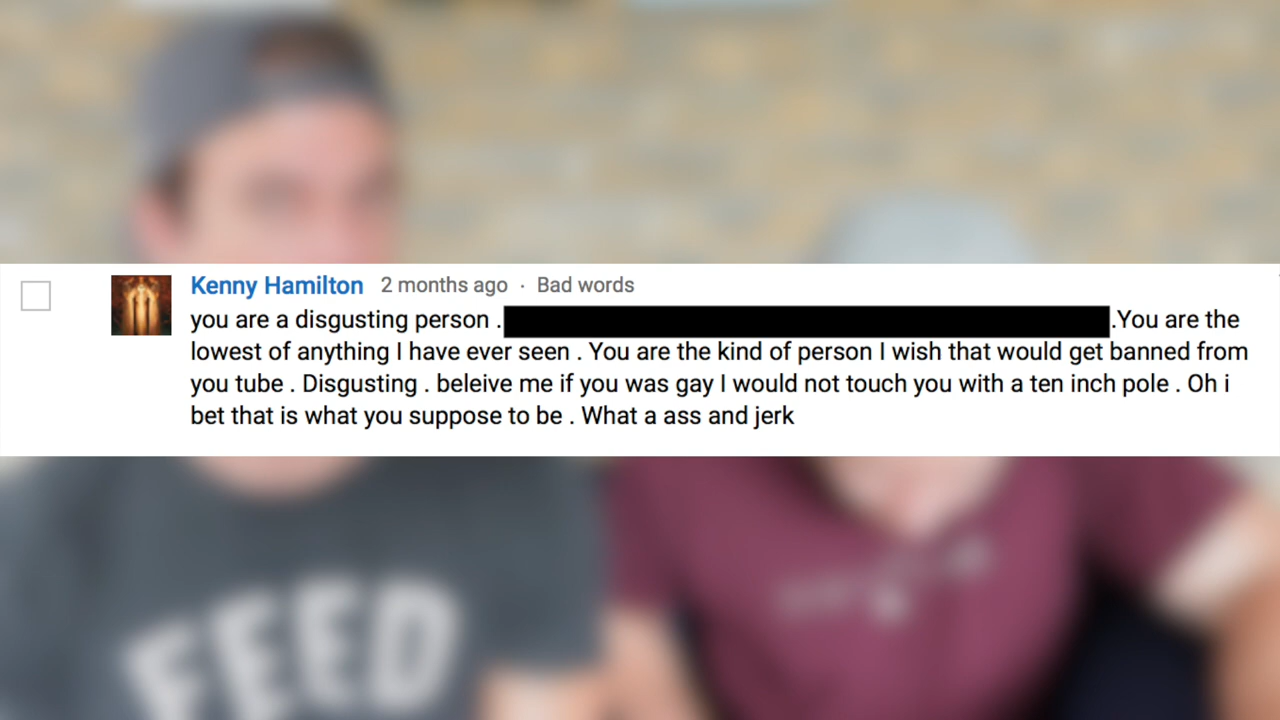 Kenny Hamilton 2 months ago · Bad words
you are a disgusting person . .You are the
lowest of anything I have ever seen . You are the kind of person I wish that would get banned from
you tube . Disgusting . beleive me if you was gay I would not touch you with a ten inch pole . Oh i
bet that is what you suppose to be . What a ass and jerk
FEED